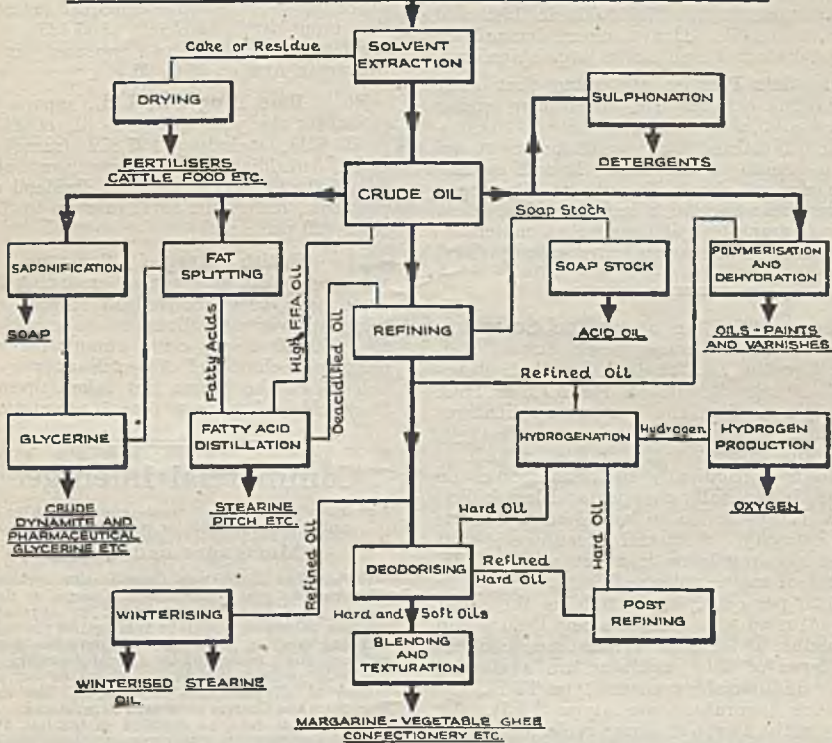 Cake or Residue
SOLVENT
EXTRACTION
DRYING
SULPHONATION
FERTILISERS
CATTLE FOOD ETC.
DETERGENTS
CRUDE OIL
Soap Stock
SAPONIFICATION
FAT
SPLITTING
SOAP STOCK
POLYMERISATION
AND
DEHYDRATION
High FFA Oil
Deacidified Oil
Fatty Acids
REFINING
SOAP
ACID OIL
OILS-PAINTS
AND VARNISHES
Refined Oil
GLYCERINE
FATTY ACID
DISTILLATION
HYDROGENATION
Hydrogen
HYDROGEN
PRODUCTION
CRUDE
DYNAMITE AND
PHARMACEUTICAL
GLYCERINE ETC
STEARINE
PITCH ETC.
OXYGEN
Hard Oil
Hard Oil
Refined Oil
DEODORISING
Refined
Hard Oil
POST
REFINING
WINTERISING
Hard and Soft Oils
BLENDING
AND
TEXTURATION
WINTERISED
OIL
STEARINE
MARGARINE-VEGETABLE GHEE
CONFECTIONERY ETC.